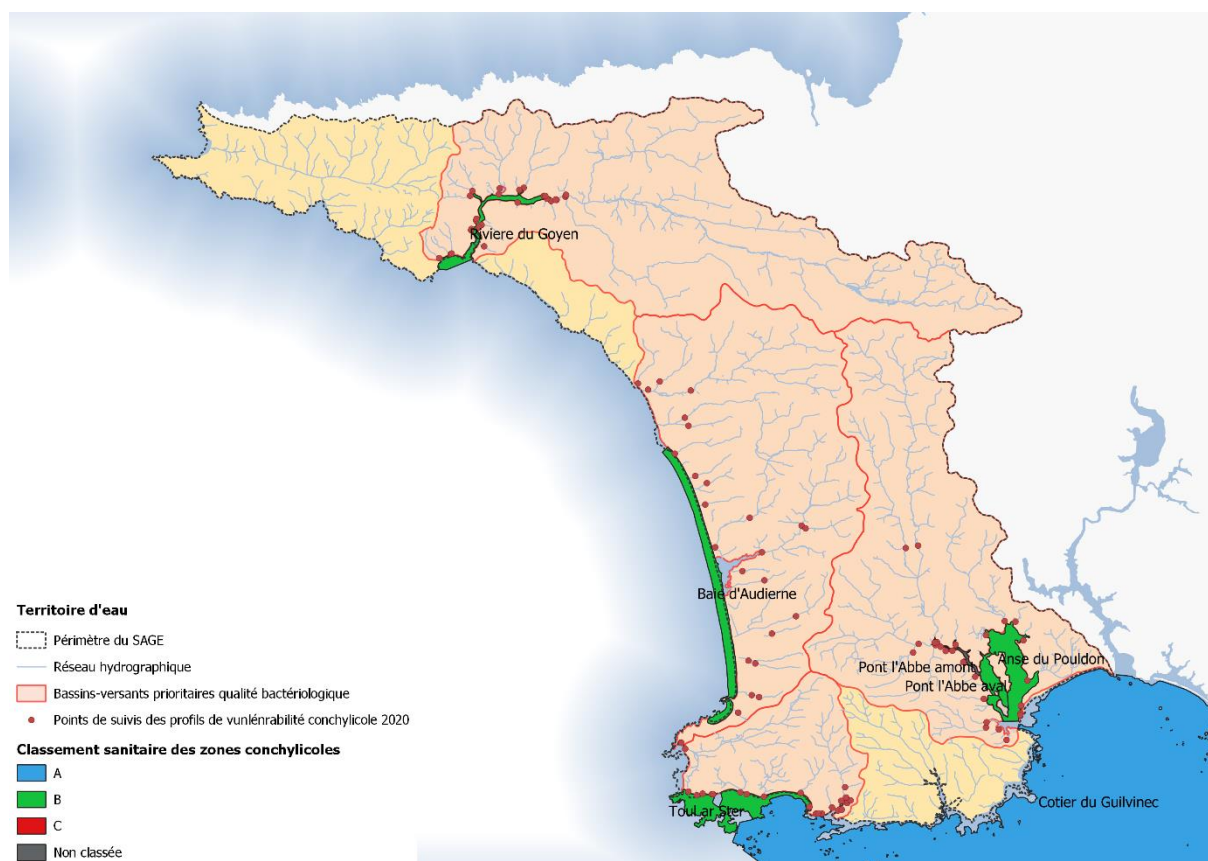 Rivière du Goyen
Baie d'Audierne
Pont l'Abbe amont
Anse du Pouldon
Pont l'Abbe aval
Toul ar Ster
Cotier du Guilvinec
Territoire d'eau
Périmètre du SAGE
Réseau hydrographique
Bassins-versants prioritaires qualité bactériologique
Points de suivis des profils de vunlénrabilité conchylicole 2020
Classement sanitaire des zones conchylicoles
A
B
C
Non classée